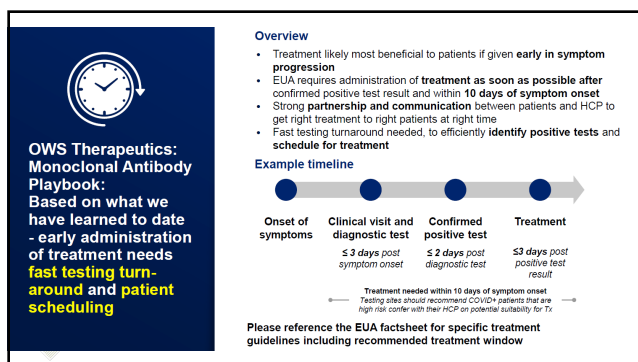 OWS Therapeutics:
Monoclonal Antibody
Playbook:
Based on what we
have learned to date
- early administration
of treatment needs
fast testing turn-
around and patient
scheduling
Overview
• Treatment likely most beneficial to patients if given early in symptom
progression
• EUA requires administration of treatment as soon as possible after
confirmed positive test result and within 10 days of symptom onset
• Strong partnership and communication between patients and HCP to
get right treatment to right patients at right time
• Fast testing turnaround needed, to efficiently identify positive tests and
schedule for treatment
Example timeline
Onset of
symptoms
Clinical visit and
diagnostic test
≤ 3 days post
symptom onset
Confirmed
positive test
≤ 2 days post
diagnostic test
Treatment
≤3 days post
positive test
result
Treatment needed within 10 days of symptom onset
Testing sites should recommend COVID+ patients that are
high risk confer with their HCP on potential suitability for Tx
Please reference the EUA factsheet for specific treatment
guidelines including recommended treatment window